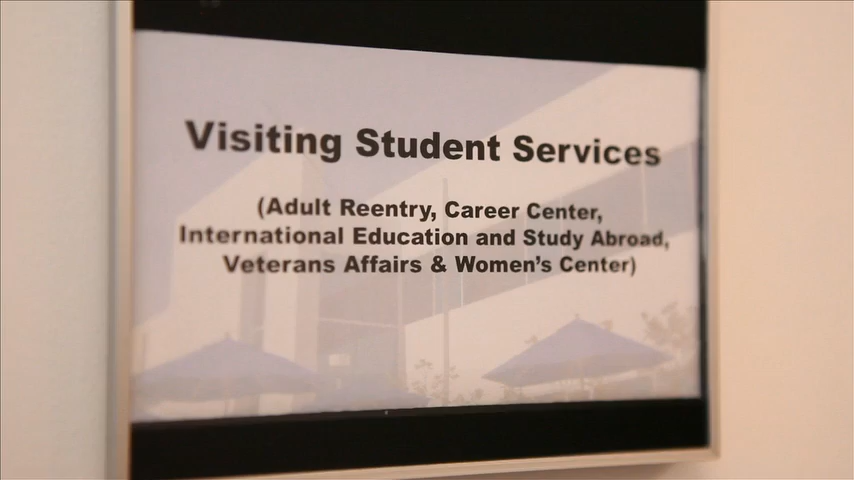 Visiting Student Services
(Adult Reentry, Career Center,
International Education and Study Abroad,
Veterans Affairs & Women's Center)